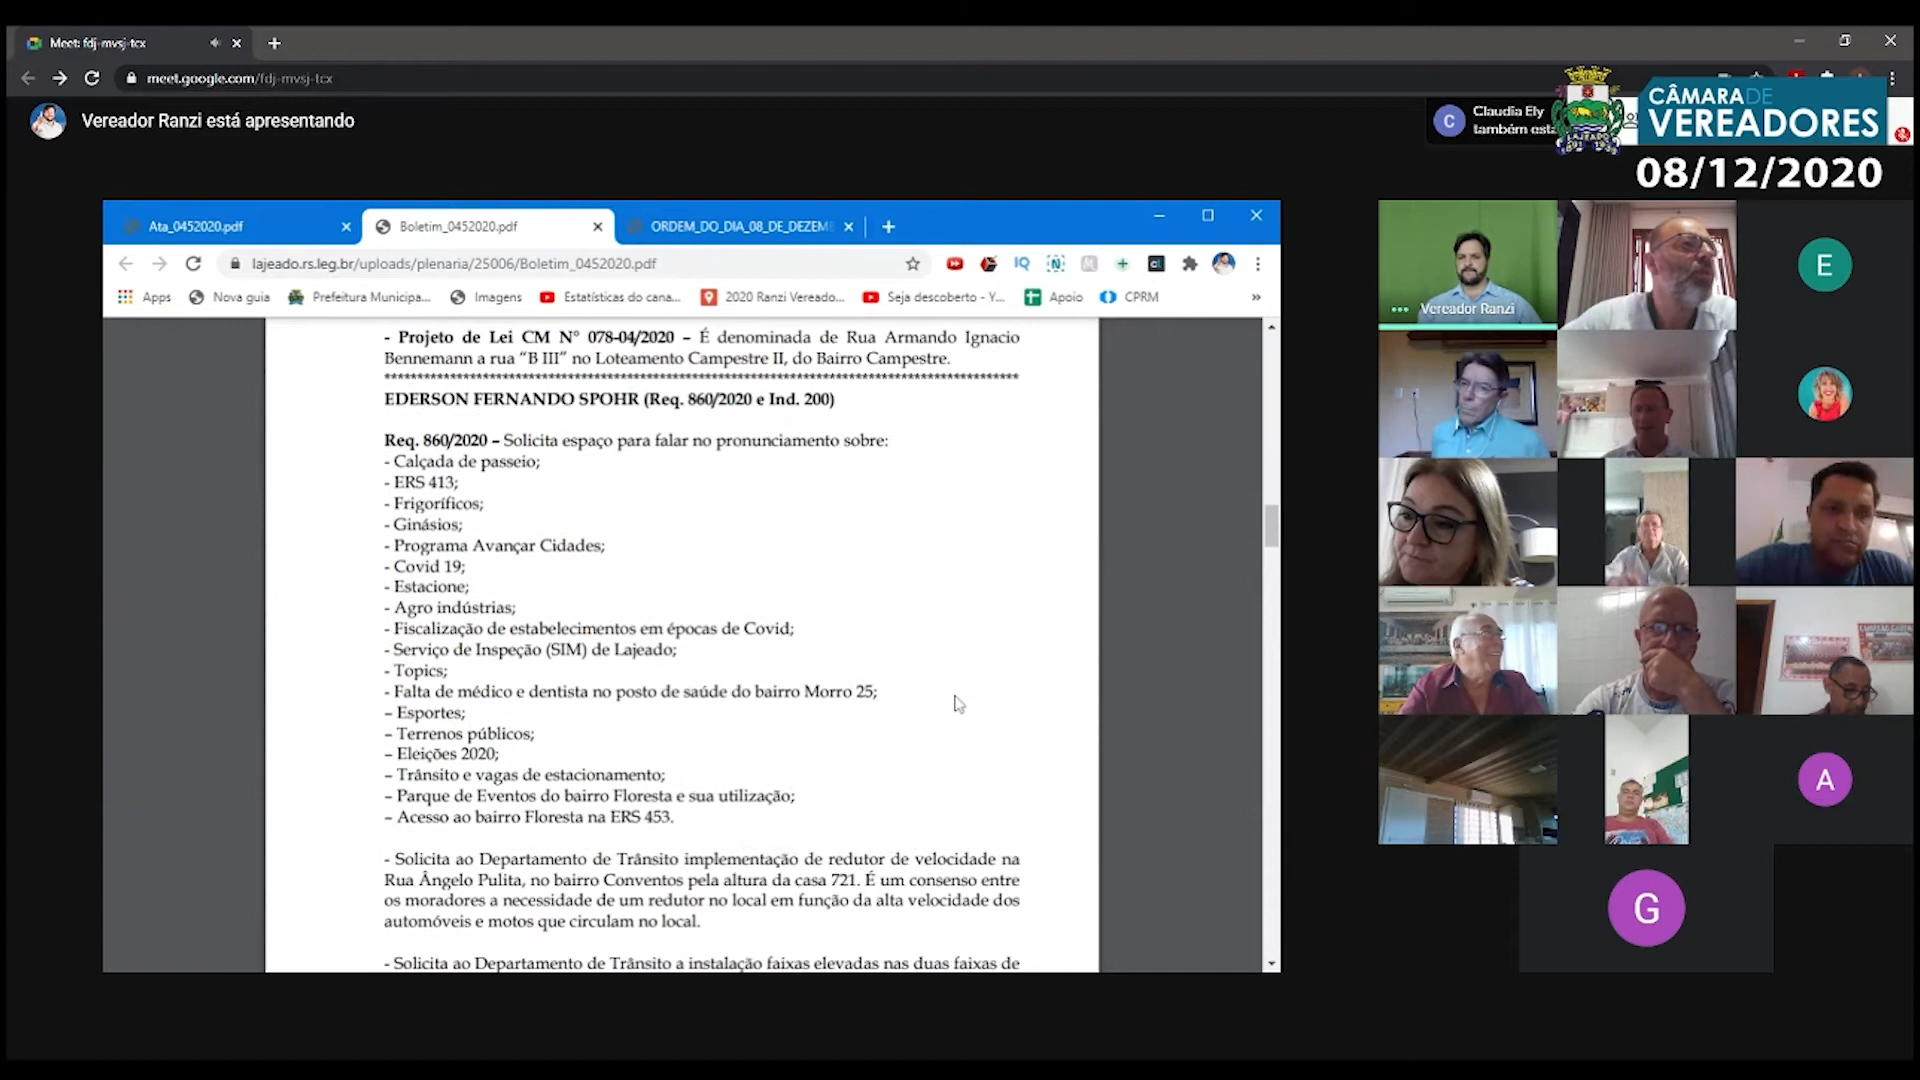 Meet: fdj-mvsj-tcx
meet.google.com/fdj-mvsj-tcx
Vereador Ranzi está apresentando
C
Claudia Ely
também esta
LAJEADO
CÂMARA DE
VEREADORES
08/12/2020
Ata_0452020.pdf
Boletim_0452020.pdf
ORDEM_DO_DIA_08_DE_DEZEM
lajeado.rs.leg.br/uploads/plenaria/25006/Boletim_0452020.pdf
Apps
Nova guia
Prefeitura Municipa...
Imagens
Estatísticas do cana...
2020 Ranzi Vereado...
Seja descoberto - Y...
Apoio
CPRM
»
- Projeto de Lei CM Nº 078-04/2020 – É denominada de Rua Armando Ignacio
Bennemann a rua “B III” no Loteamento Campestre II, do Bairro Campestre.
EDERSON FERNANDO SPOHR (Req. 860/2020 e Ind. 200)
Req. 860/2020 – Solicita espaço para falar no pronunciamento sobre:
- Calçada de passeio;
- ERS 413;
- Frigoríficos;
- Ginásios;
- Programa Avançar Cidades;
- Covid 19;
- Estacione;
- Agro indústrias;
- Fiscalização de estabelecimentos em épocas de Covid;
- Serviço de Inspeção (SIM) de Lajeado;
- Topics;
- Falta de médico e dentista no posto de saúde do bairro Morro 25;
– Esportes;
– Terrenos públicos;
– Eleições 2020;
– Trânsito e vagas de estacionamento;
– Parque de Eventos do bairro Floresta e sua utilização;
– Acesso ao bairro Floresta na ERS 453.
- Solicita ao Departamento de Trânsito implementação de redutor de velocidade na
Rua Ângelo Pulita, no bairro Conventos pela altura da casa 721. É um consenso entre
os moradores a necessidade de um redutor no local em função da alta velocidade dos
automóveis e motos que circulam no local.
- Solicita ao Departamento de Trânsito a instalação faixas elevadas nas duas faixas de
Vereador Ranzi
E
A
G